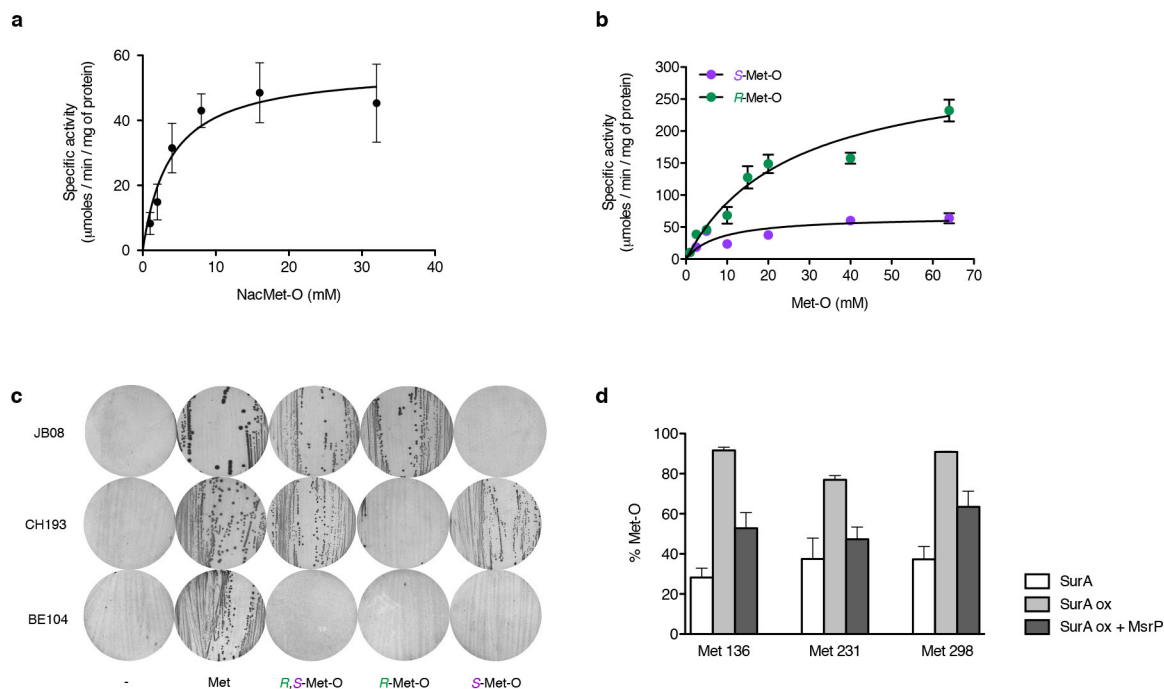 a
60
40
20
0
0
10
20
30
40
Specific activity
(μmoles / min / mg of protein)
NacMet-O (mM)
b
300
250
200
150
100
50
0
0
10
20
30
40
50
60
70
Specific activity
(μmoles / min / mg of protein)
Met-O (mM)
S-Met-O
R-Met-O
c
JB08
CH193
BE104
-
Met
R,S-Met-O
R-Met-O
S-Met-O
d
100
80
60
40
20
0
% Met-O
Met 136
Met 231
Met 298
SurA
SurA ox
SurA ox + MsrP